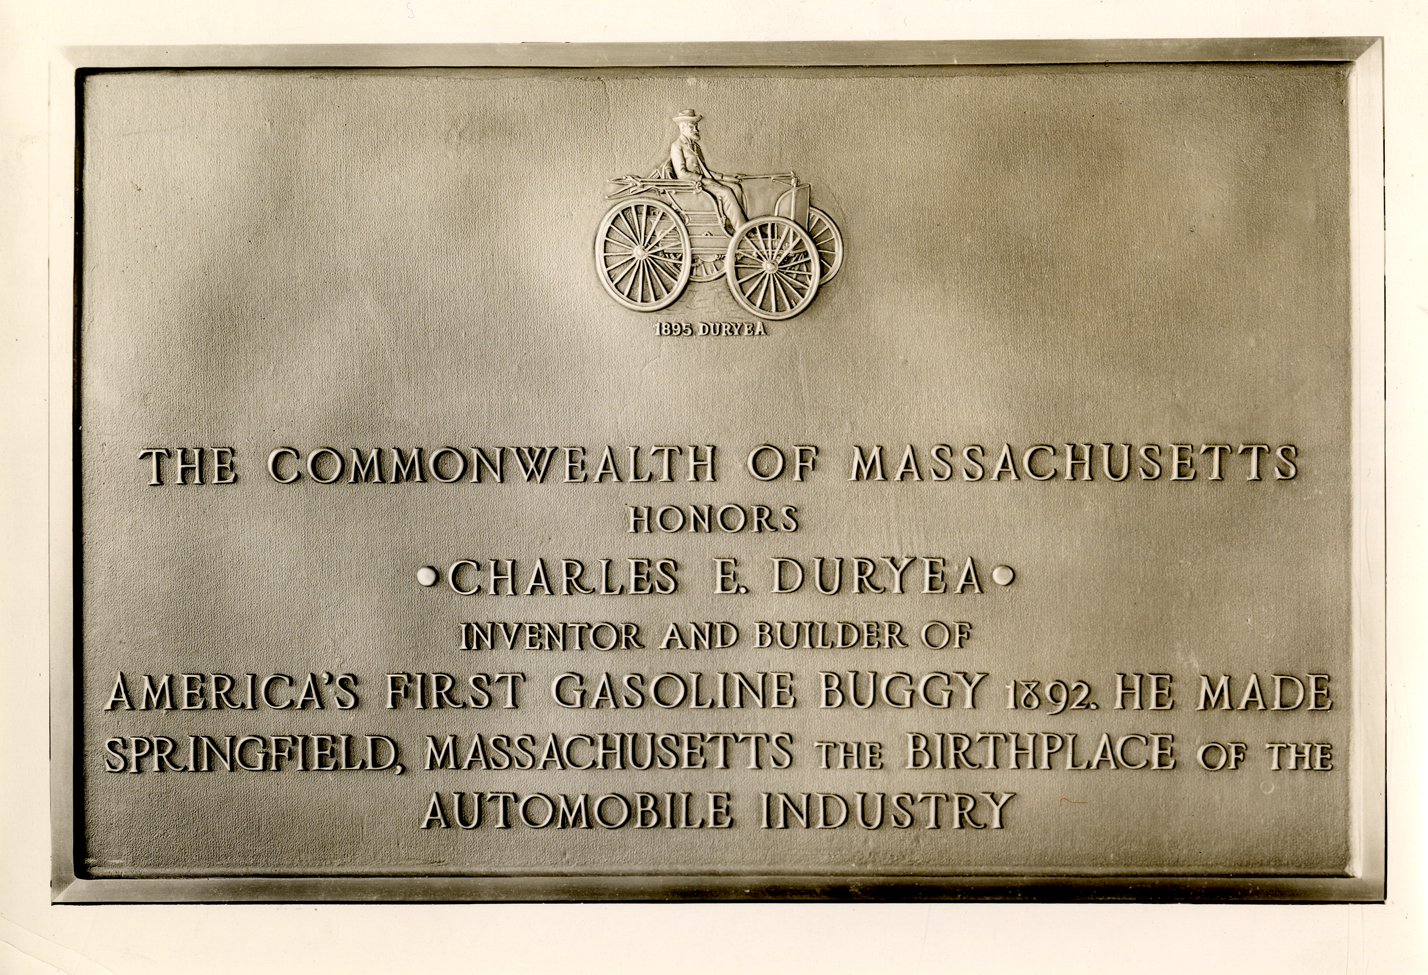 1895 DURYEA
THE COMMONWEALTH OF MASSACHUSETTS
HONORS
•CHARLES E. DURYEA•
INVENTOR AND BUILDER OF
AMERICA'S FIRST GASOLINE BUGGY 1892. HE MADE
SPRINGFIELD, MASSACHUSETTS THE BIRTHPLACE OF THE
AUTOMOBILE INDUSTRY